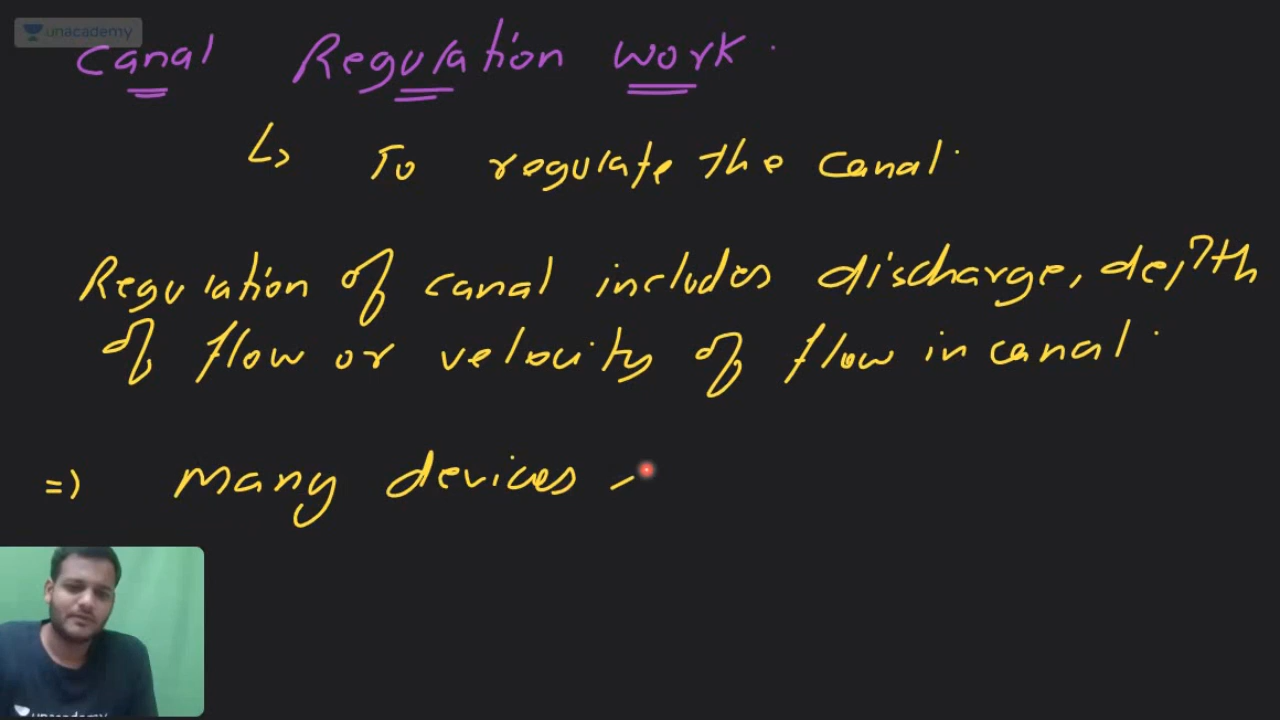 unacademy
Canal Regulation work.
↳ To regulate the canal.
Regulation of canal includes discharge, depth
of flow or velocity of flow in canal.
⇒ Many devices
unacademy